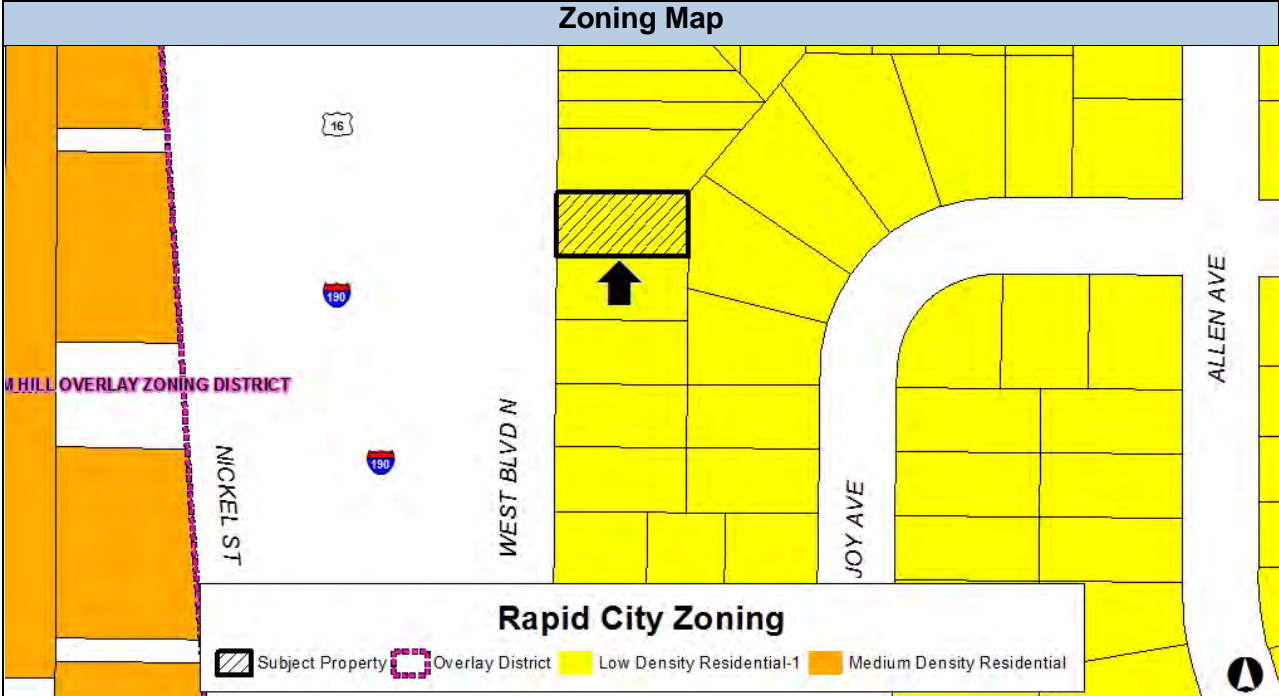 Zoning Map
16
190
HILL OVERLAY ZONING DISTRICT
190
NICKEL ST
WEST BLVD N
JOY AVE
ALLEN AVE
Rapid City Zoning
Subject Property
Overlay District
Low Density Residential-1
Medium Density Residential